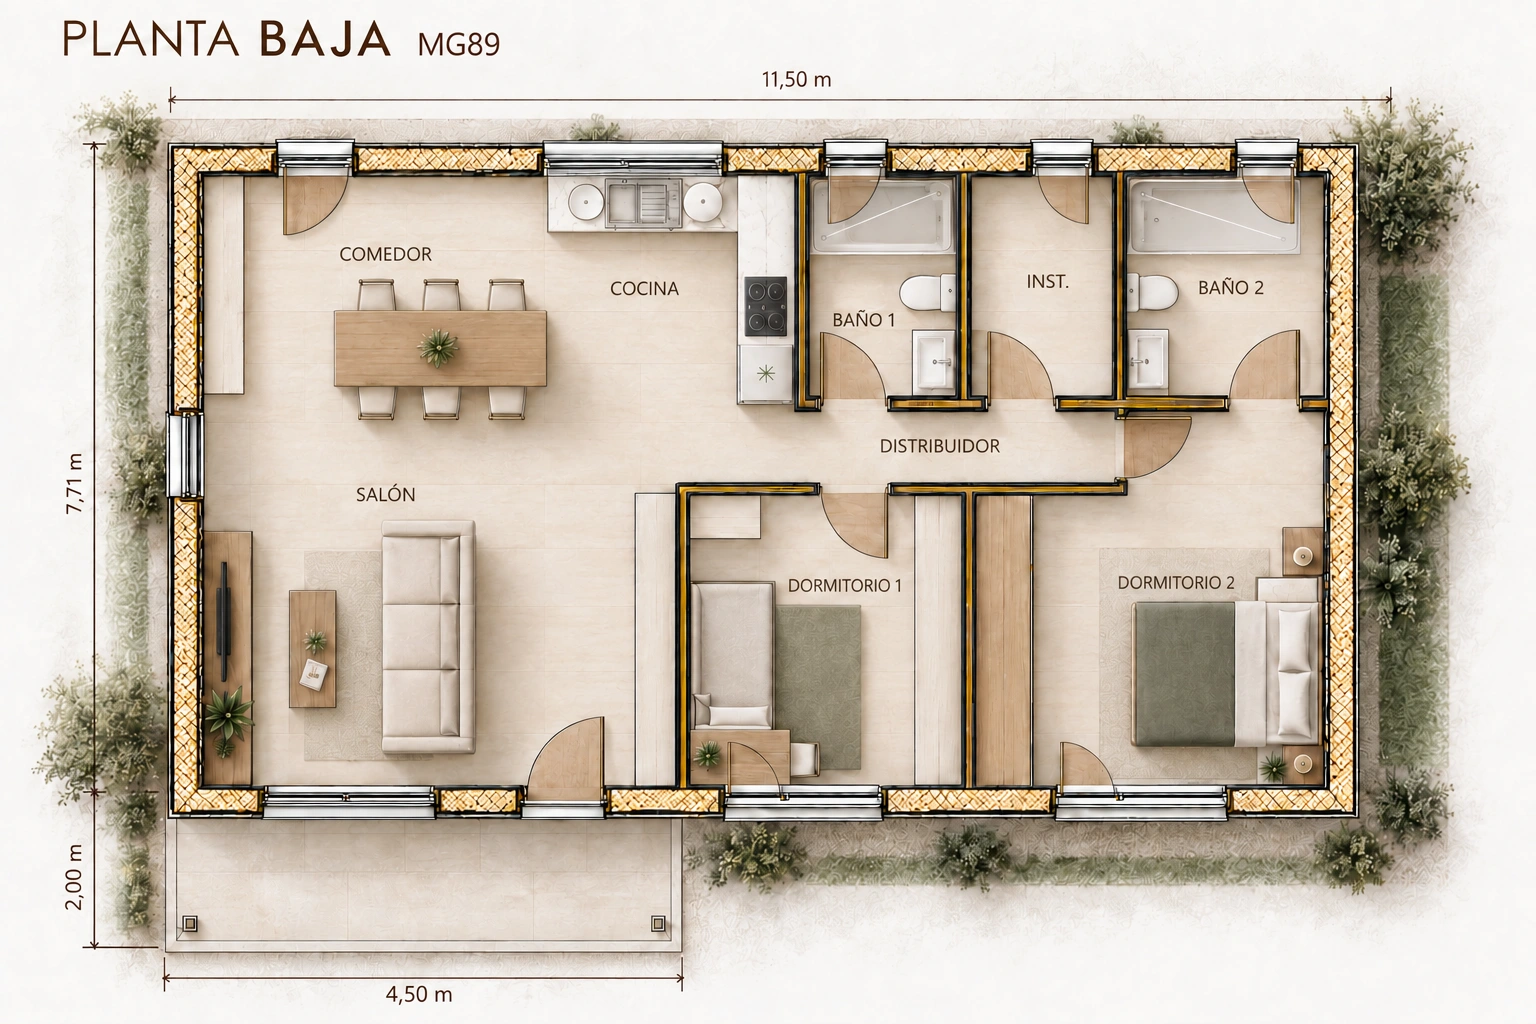 PLANTA BAJA MG89
11,50 m
COMEDOR
COCINA
INST.
BAÑO 2
BAÑO 1
DISTRIBUIDOR
7,71 m
SALÓN
DORMITORIO 1
DORMITORIO 2
2,00 m
4,50 m